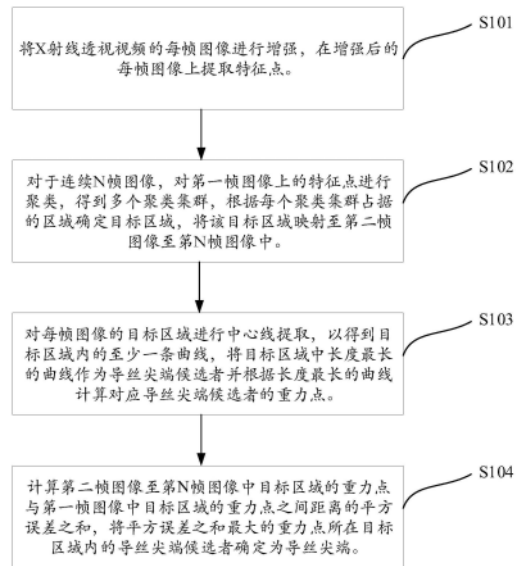 S101
将X射线透视视频的每帧图像进行增强，在增强后的
每帧图像上提取特征点。
S102
对于连续N帧图像，对第一帧图像上的特征点进行
聚类，得到多个聚类集群，根据每个聚类集群占据
的区域确定目标区域，将该目标区域映射至第二帧
图像至第N帧图像中。
S103
对每帧图像的目标区域进行中心线提取，以得到目
标区域内的至少一条曲线，将目标区域中长度最长
的曲线作为导丝尖端候选者并根据长度最长的曲线
计算对应导丝尖端候选者的重力点。
S104
计算第二帧图像至第N帧图像中目标区域的重力点
与第一帧图像中目标区域的重力点之间距离的平方
误差之和，将平方误差之和最大的重力点所在目标
区域内的导丝尖端候选者确定为导丝尖端。